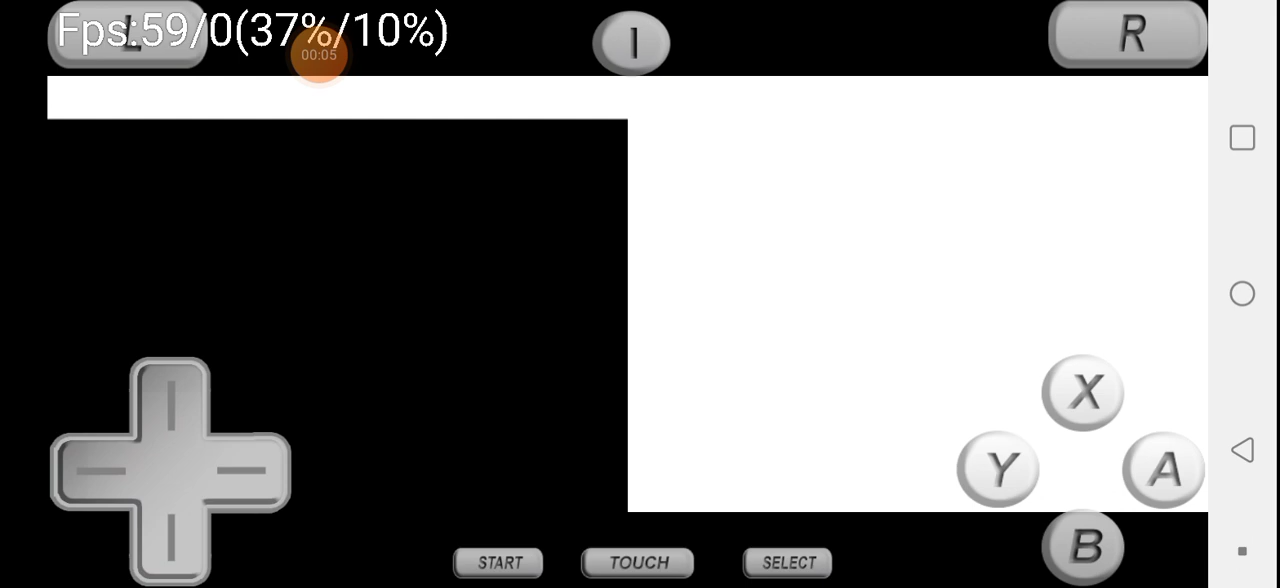 Fps:59/0(37%/10%)
L
00:05
I
R
X
Y
A
B
START
TOUCH
SELECT